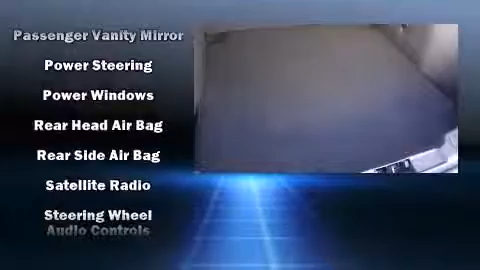 Passenger Vanity Mirror
Power Steering
Power Windows
Rear Head Air Bag
Rear Side Air Bag
Satellite Radio
Steering Wheel
Audio Controls